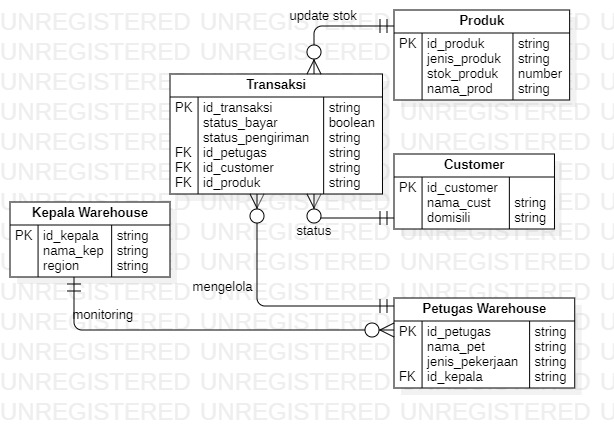 update stok
Produk
PK id_produk string
jenis_produk string
stok_produk number
nama_prod string
Transaksi
PK id_transaksi string
status_bayar boolean
status_pengiriman string
FK id_petugas string
FK id_customer string
FK id_produk string
Customer
PK id_customer
nama_cust string
domisili string
status
Kepala Warehouse
PK id_kepala string
nama_kep string
region string
mengelola
monitoring
Petugas Warehouse
PK id_petugas string
nama_pet string
jenis_pekerjaan string
FK id_kepala string
UNREGISTERED UNREGISTERED UNREGISTERED UNREGISTERED